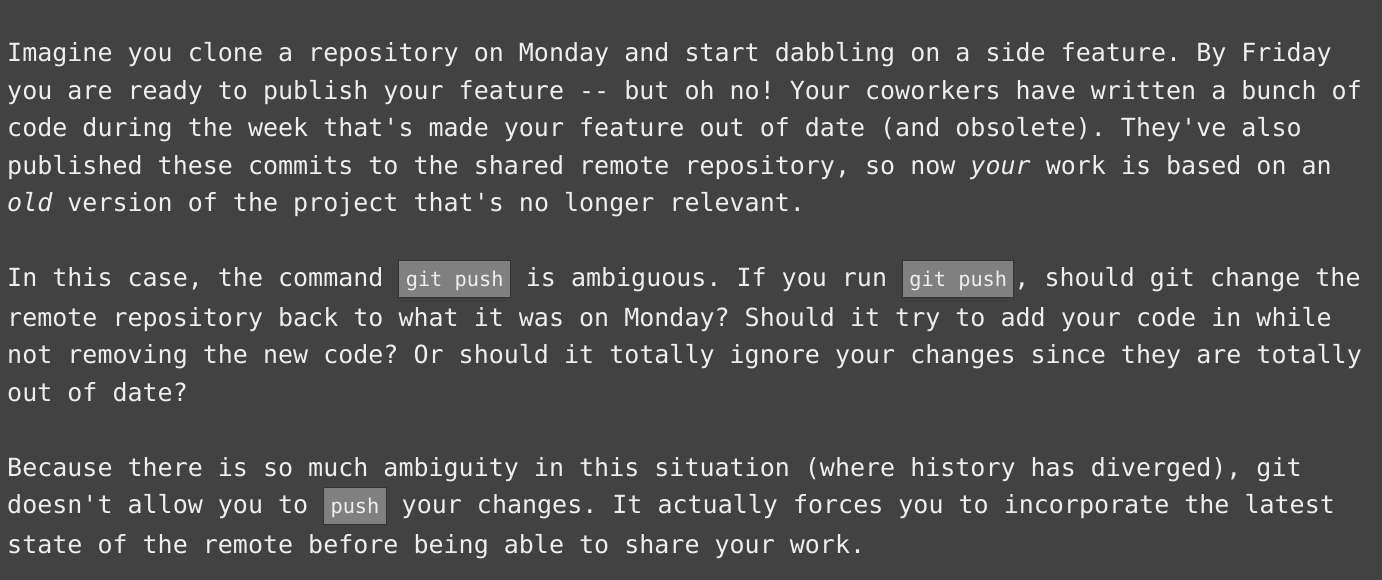 Imagine you clone a repository on Monday and start dabbling on a side feature. By Friday
you are ready to publish your feature -- but oh no! Your coworkers have written a bunch of
code during the week that's made your feature out of date (and obsolete). They've also
published these commits to the shared remote repository, so now your work is based on an
old version of the project that's no longer relevant.
In this case, the command git push is ambiguous. If you run git push, should git change the
remote repository back to what it was on Monday? Should it try to add your code in while
not removing the new code? Or should it totally ignore your changes since they are totally
out of date?
Because there is so much ambiguity in this situation (where history has diverged), git
doesn't allow you to push your changes. It actually forces you to incorporate the latest
state of the remote before being able to share your work.